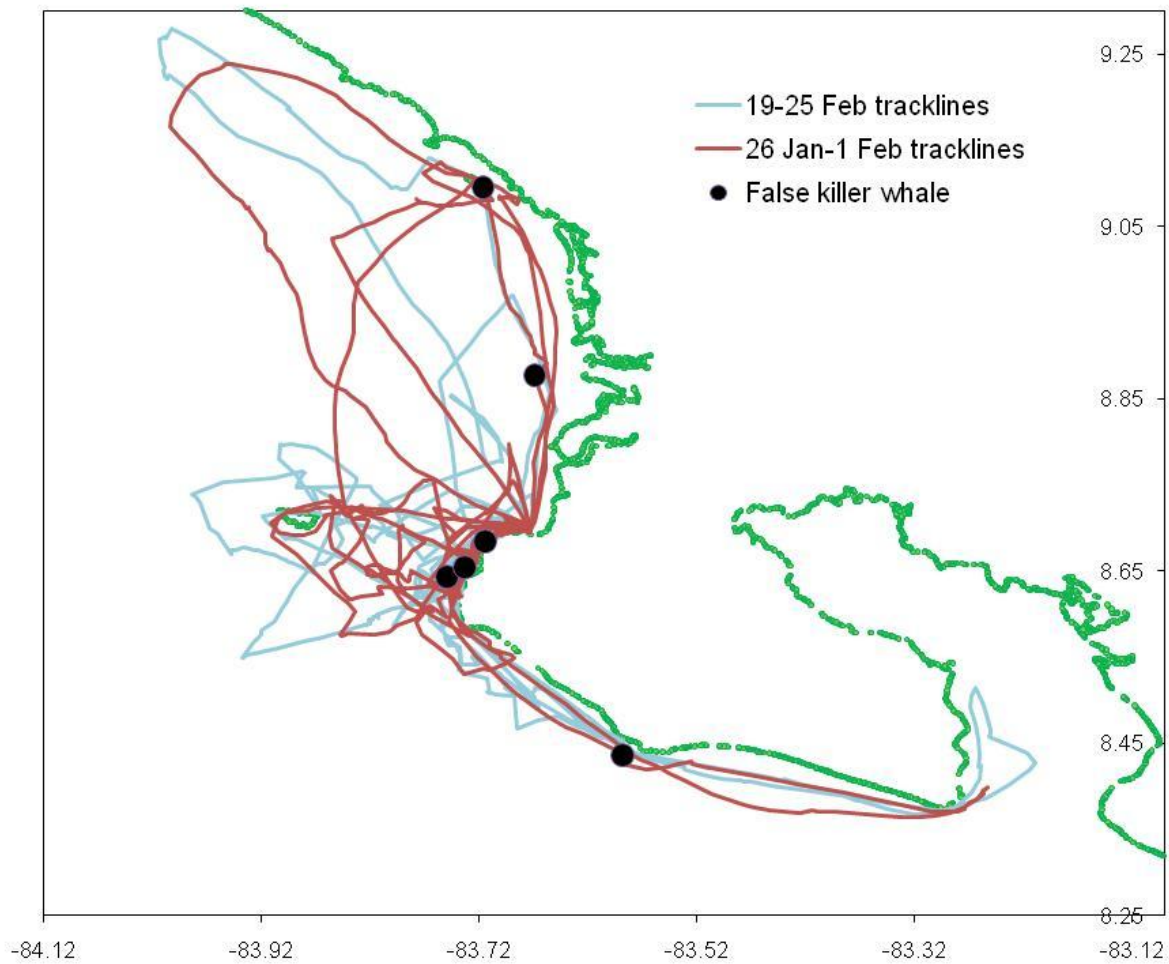 9.25
19-25 Feb tracklines
26 Jan-1 Feb tracklines
False killer whale
9.05
8.85
8.65
8.45
8.25
-84.12 -83.92 -83.72 -83.52 -83.32 -83.12